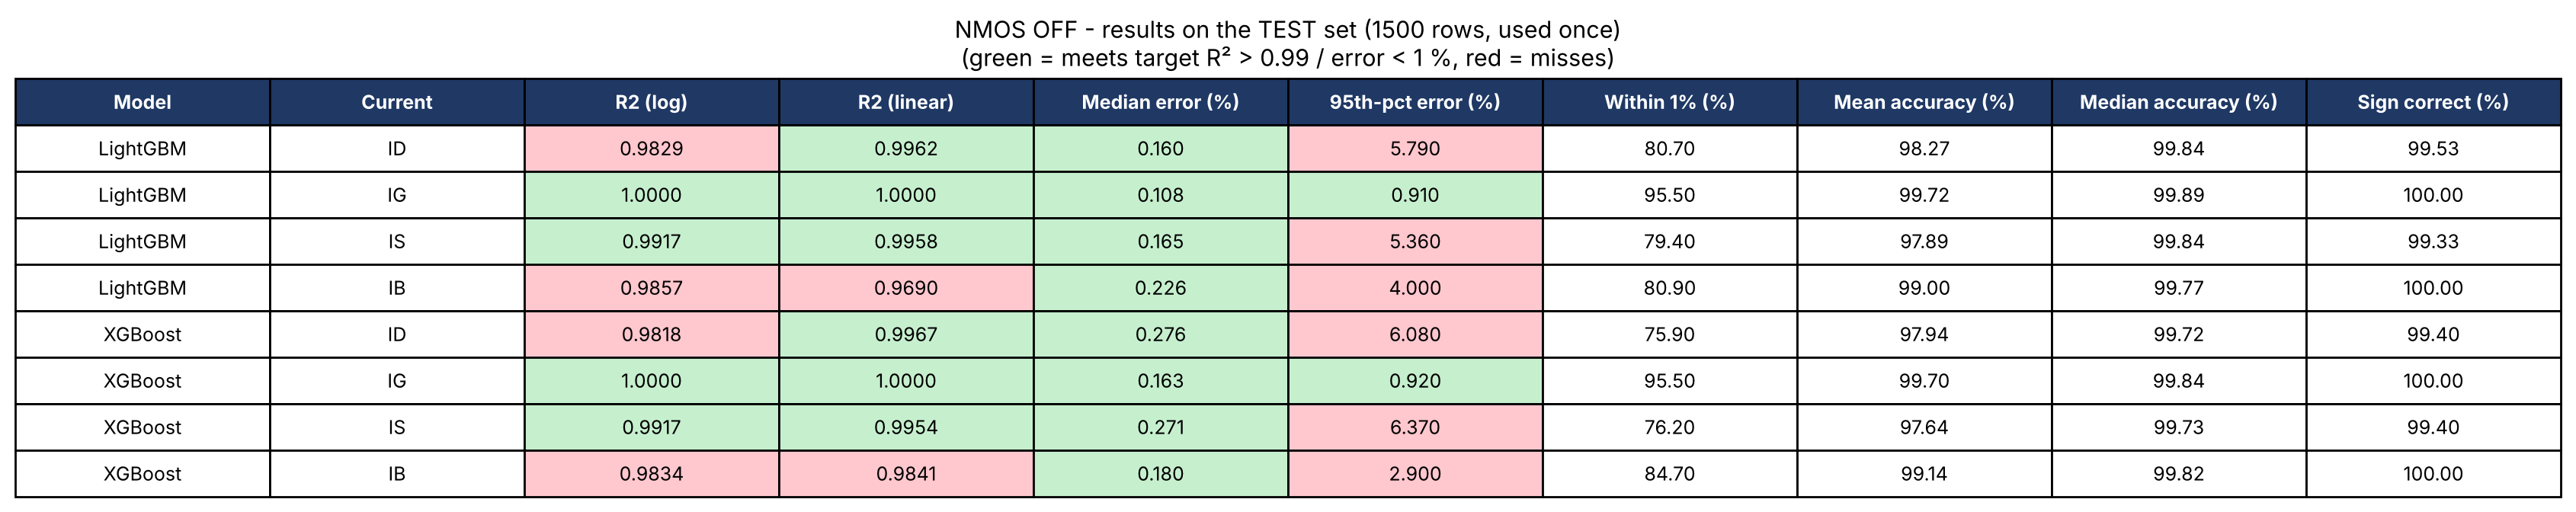 NMOS OFF - results on the TEST set (1500 rows, used once)
(green = meets target R² > 0.99 / error < 1 %, red = misses)
Model Current R2 (log) R2 (linear) Median error (%) 95th-pct error (%) Within 1% (%) Mean accuracy (%) Median accuracy (%) Sign correct (%)
LightGBM ID 0.9829 0.9962 0.160 5.790 80.70 98.27 99.84 99.53
LightGBM IG 1.0000 1.0000 0.108 0.910 95.50 99.72 99.89 100.00
LightGBM IS 0.9917 0.9958 0.165 5.360 79.40 97.89 99.84 99.33
LightGBM IB 0.9857 0.9690 0.226 4.000 80.90 99.00 99.77 100.00
XGBoost ID 0.9818 0.9967 0.276 6.080 75.90 97.94 99.72 99.40
XGBoost IG 1.0000 1.0000 0.163 0.920 95.50 99.70 99.84 100.00
XGBoost IS 0.9917 0.9954 0.271 6.370 76.20 97.64 99.73 99.40
XGBoost IB 0.9834 0.9841 0.180 2.900 84.70 99.14 99.82 100.00